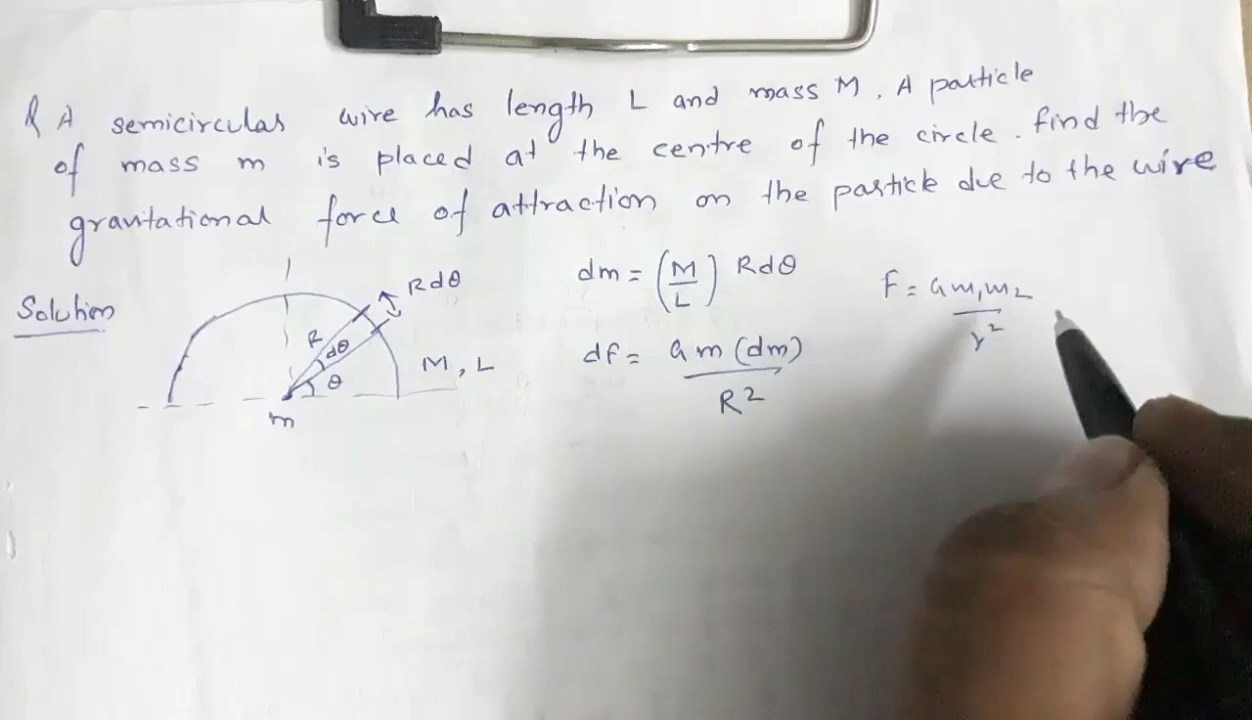 Q A semicircular wire has length L and mass M. A particle
of mass m is placed at the centre of the circle. find the
gravitational force of attraction on the particle due to the wire
Solution
R
dθ
θ
m
Rdθ
M, L
dm = (M/L) Rdθ
df = G m (dm) / R²
F = G m₁m₂ / r²